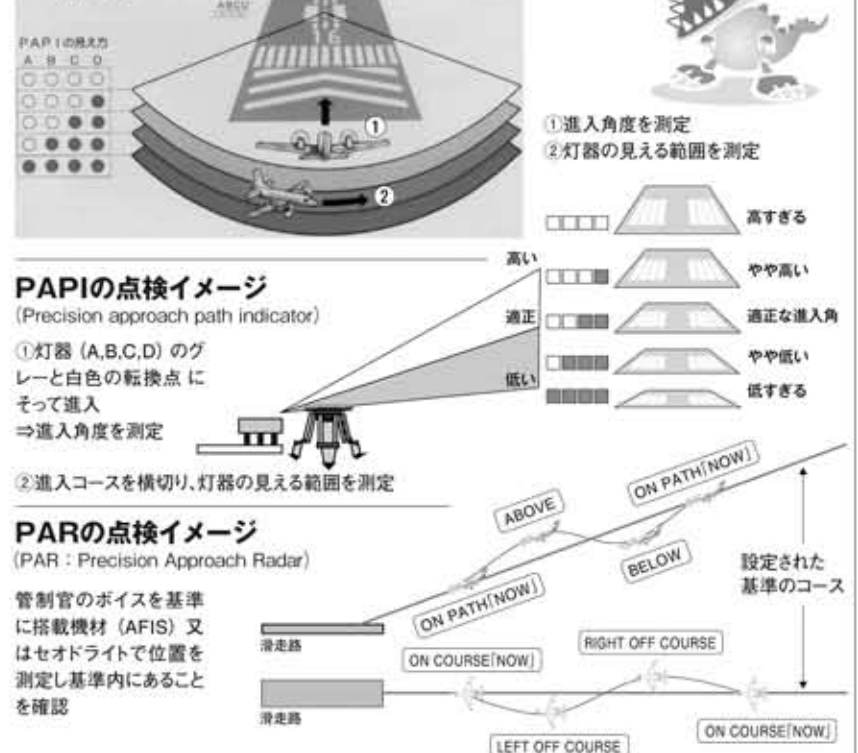 PAPIの見え方
A B C D
①
②
①進入角度を測定
②灯器の見える範囲を測定
高すぎる
やや高い
適正な進入角
やや低い
低すぎる
PAPIの点検イメージ
(Precision approach path indicator)
①灯器 (A,B,C,D) のグ
レーと白色の転換点 に
そって進入
⇒進入角度を測定
②進入コースを横切り、灯器の見える範囲を測定
高い
適正
低い
PARの点検イメージ
(PAR：Precision Approach Radar)
管制官のボイスを基準
に搭載機材 (AFIS) 又
はセオドライトで位置を
測定し基準内にあること
を確認
ON PATH「NOW」
ABOVE
BELOW
ON PATH「NOW」
設定された
基準のコース
滑走路
ON COURSE「NOW」
RIGHT OFF COURSE
滑走路
LEFT OFF COURSE
ON COURSE「NOW」